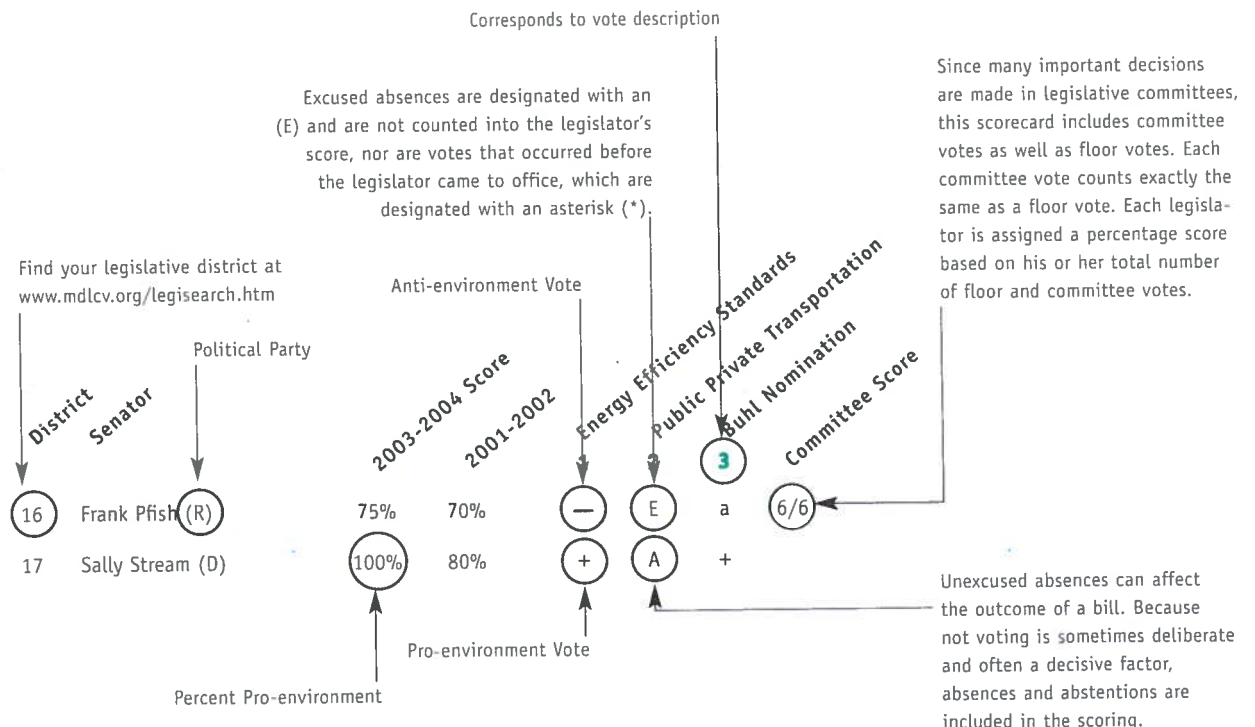 Corresponds to vote description
Since many important decisions
are made in legislative committees,
this scorecard includes committee
votes as well as floor votes. Each
committee vote counts exactly the
same as a floor vote. Each legisla-
tor is assigned a percentage score
based on his or her total number
of floor and committee votes.
Excused absences are designated with an
(E) and are not counted into the legislator's
score, nor are votes that occurred before
the legislator came to office, which are
designated with an asterisk (*).
Find your legislative district at
www.mdlcv.org/legisearch.htm
Anti-environment Vote
Political Party
District
Senator
2003-2004 Score
2001-2002
Energy Efficiency Standards
Public Private Transportation
Buhl Nomination
Committee Score
3
16 Frank Pfish (R) 75% 70% — E a 6/6
17 Sally Stream (D) 100% 80% + A +
Pro-environment Vote
Percent Pro-environment
Unexcused absences can affect
the outcome of a bill. Because
not voting is sometimes deliberate
and often a decisive factor,
absences and abstentions are
included in the scoring.